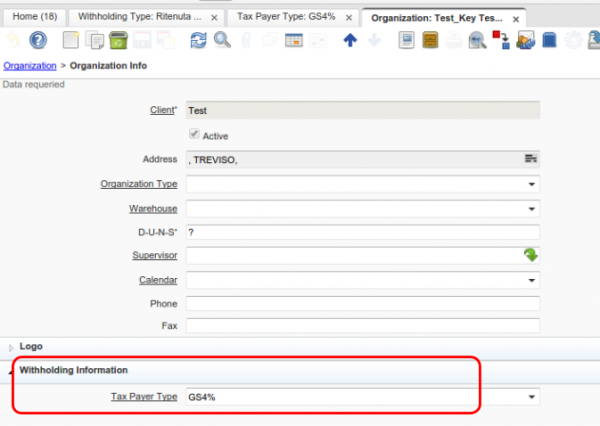 Home (18) Withholding Type: Ritenuta ... x Tax Payer Type: GS4% x Organization: Test_Key Tes... x
Organization > Organization Info
Data requeried
Client* Test
Active
Address , TREVISO,
Organization Type
Warehouse
D-U-N-S* ?
Supervisor
Calendar
Phone
Fax
Logo
Withholding Information
Tax Payer Type GS4%